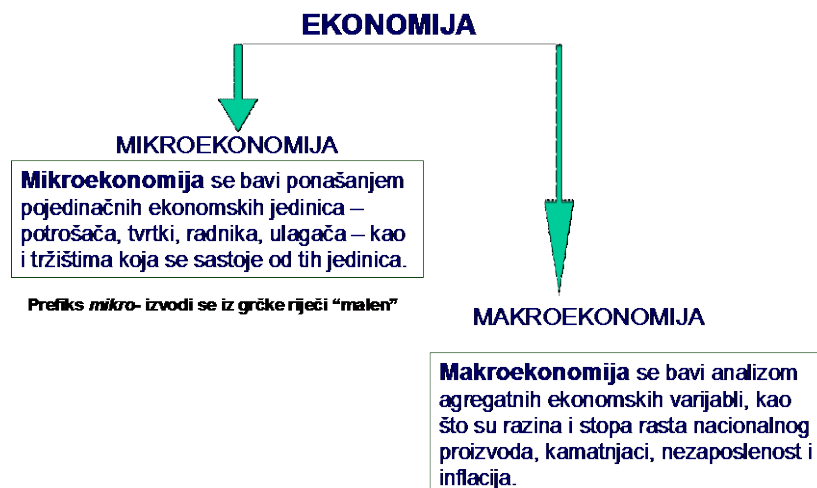 EKONOMIJA
MIKROEKONOMIJA
Mikroekonomija se bavi ponašanjem
pojedinačnih ekonomskih jedinica –
potrošača, tvrtki, radnika, ulagača – kao
i tržištima koja se sastoje od tih jedinica.
Prefiks mikro- izvodi se iz grčke riječi “malen”
MAKROEKONOMIJA
Makroekonomija se bavi analizom
agregatnih ekonomskih varijabli, kao
što su razina i stopa rasta nacionalnog
proizvoda, kamatnjaci, nezaposlenost i
inflacija.